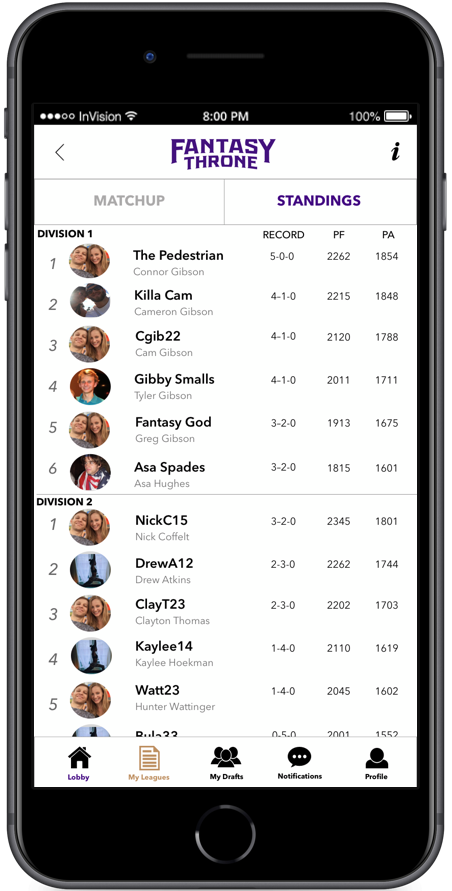 ●●●○○ InVision 8:00 PM 100%
FANTASY
THRONE
i
MATCHUP STANDINGS
DIVISION 1 RECORD PF PA
1 The Pedestrian 5-0-0 2262 1854
Connor Gibson
2 Killa Cam 4-1-0 2215 1848
Cameron Gibson
3 Cgib22 4-1-0 2120 1788
Cam Gibson
4 Gibby Smalls 4-1-0 2011 1711
Tyler Gibson
5 Fantasy God 3-2-0 1913 1675
Greg Gibson
6 Asa Spades 3-2-0 1815 1601
Asa Hughes
DIVISION 2
1 NickC15 3-2-0 2345 1801
Nick Coffelt
2 DrewA12 2-3-0 2262 1744
Drew Atkins
3 ClayT23 2-3-0 2202 1703
Clayton Thomas
4 Kaylee14 1-4-0 2110 1619
Kaylee Hoekman
5 Watt23 1-4-0 2045 1602
Hunter Wattinger
Bula33 0-5-0 2001 1552
Lobby My Leagues My Drafts Notifications Profile